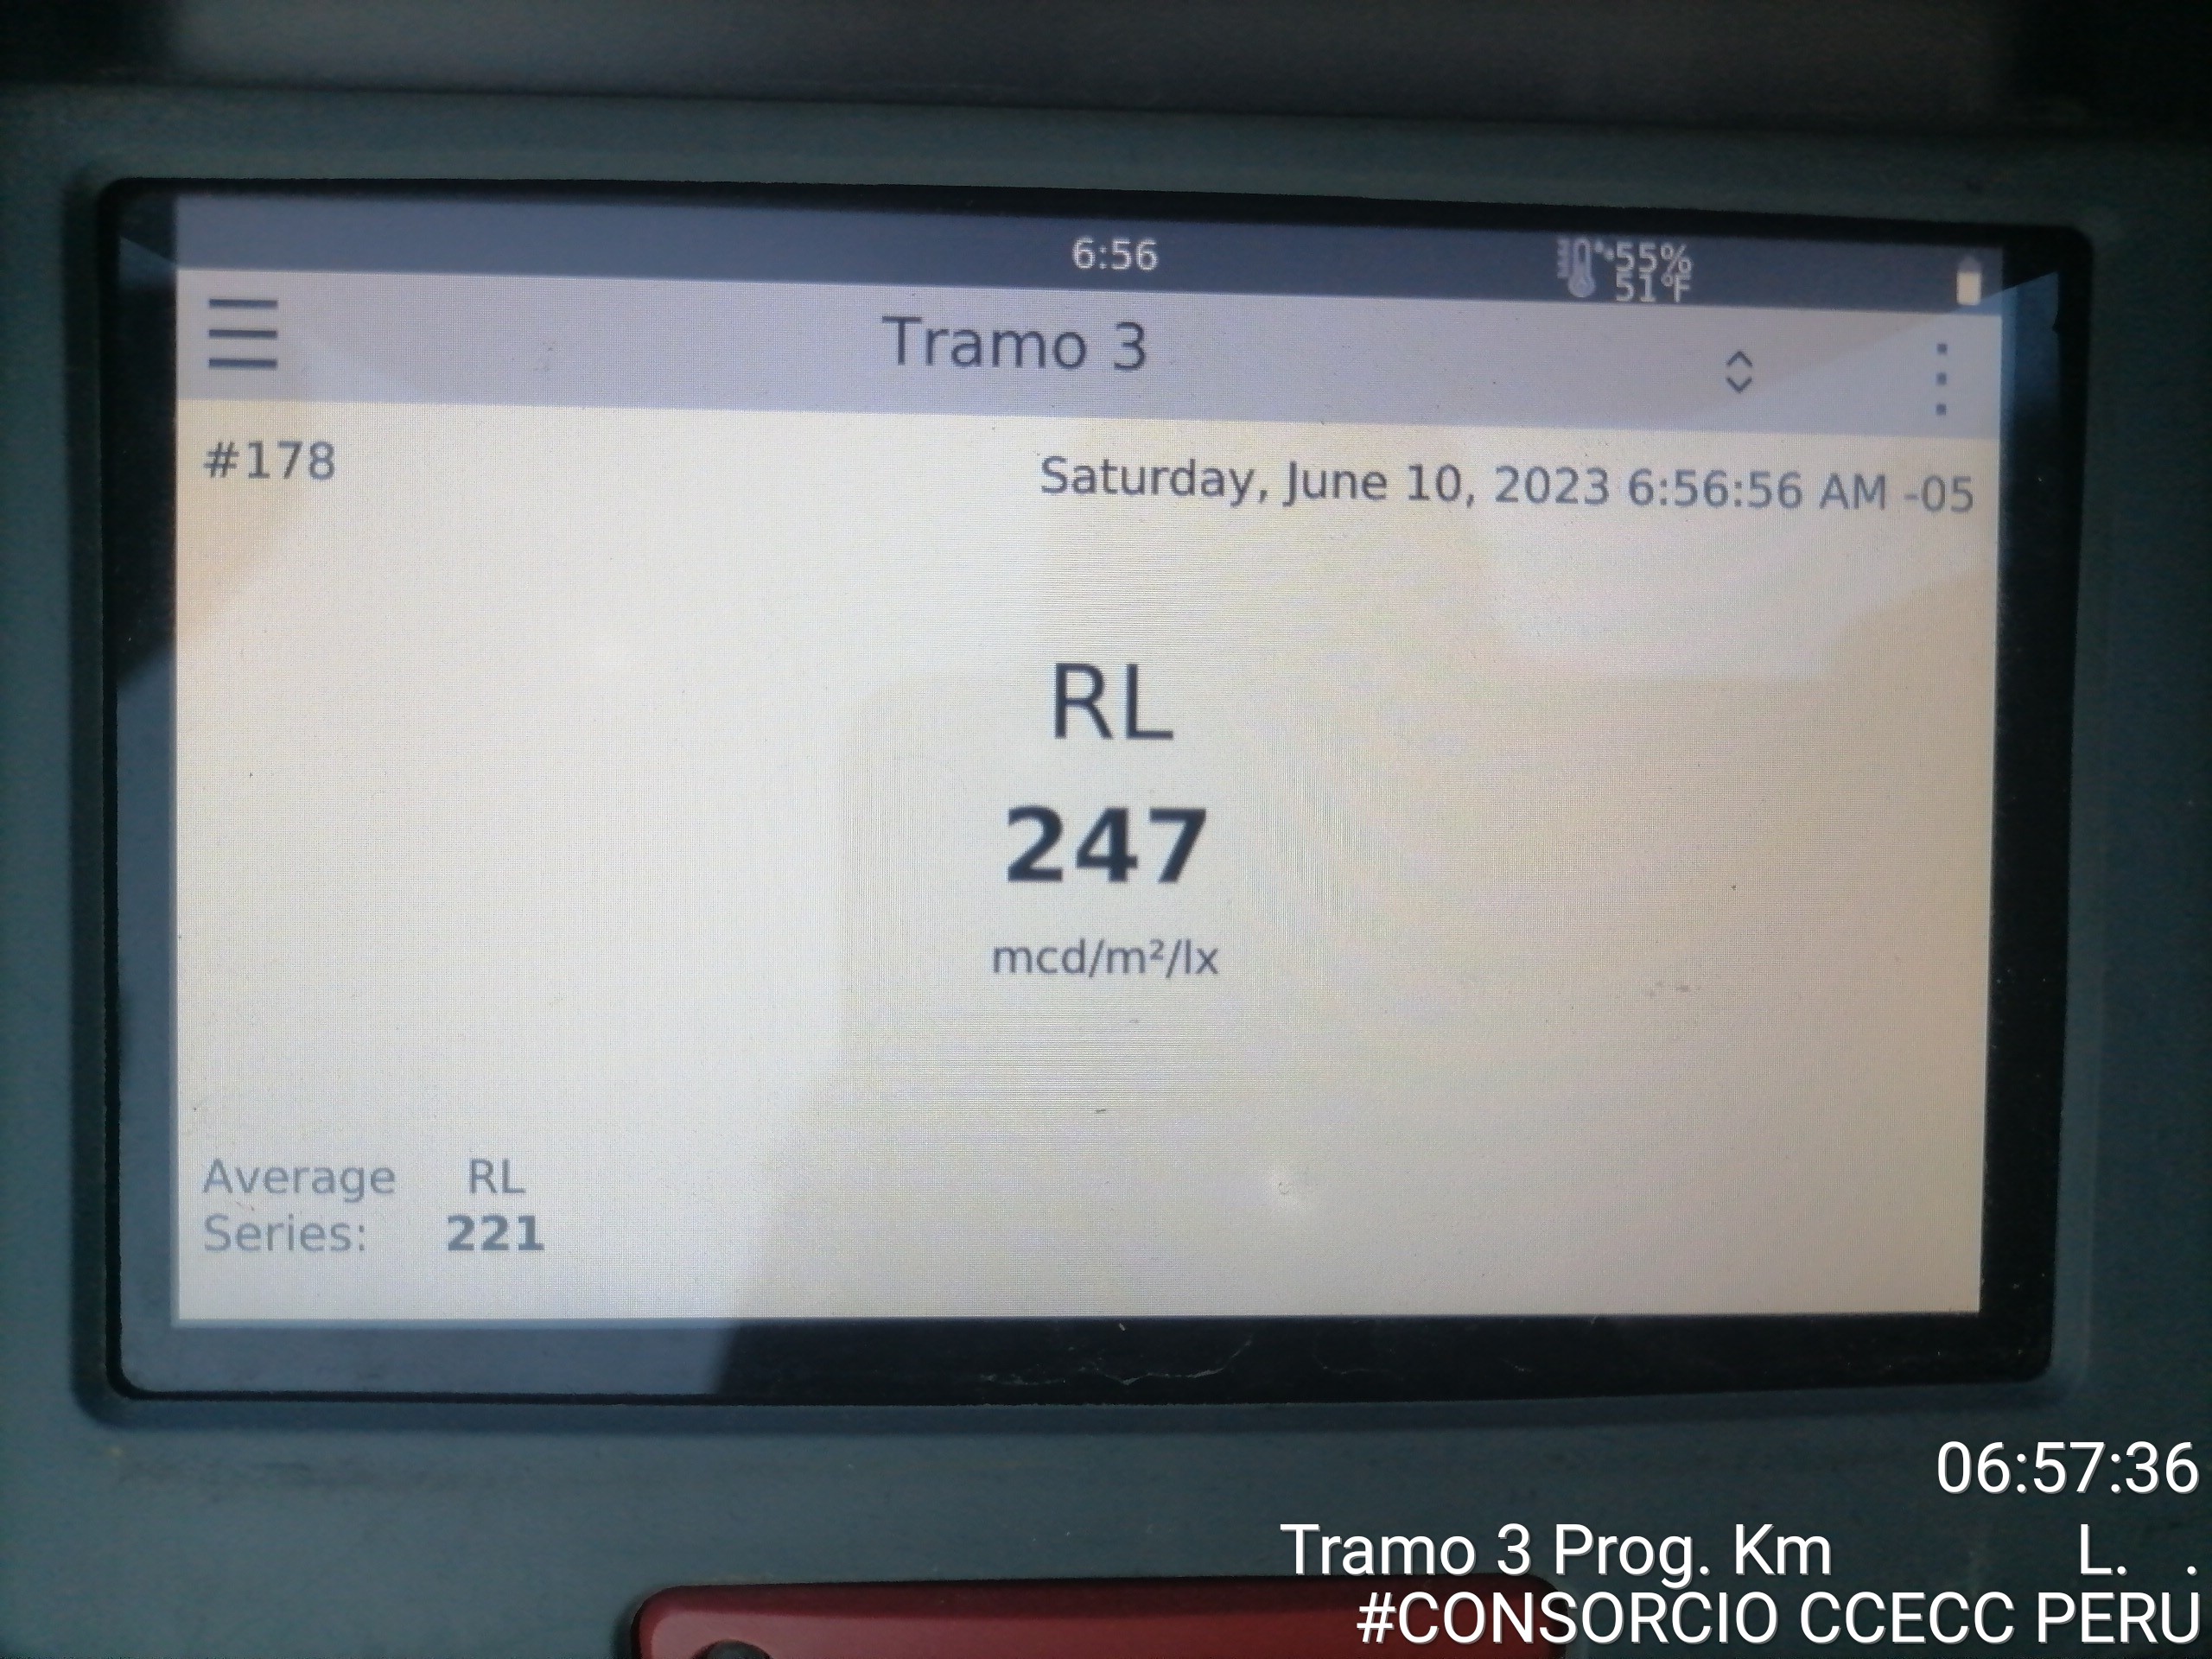 6:56
55%
51°F
Tramo 3
#178
Saturday, June 10, 2023 6:56:56 AM -05
RL
247
mcd/m²/lx
Average RL
Series: 221
06:57:36
Tramo 3 Prog. Km L. .
#CONSORCIO CCECC PERU